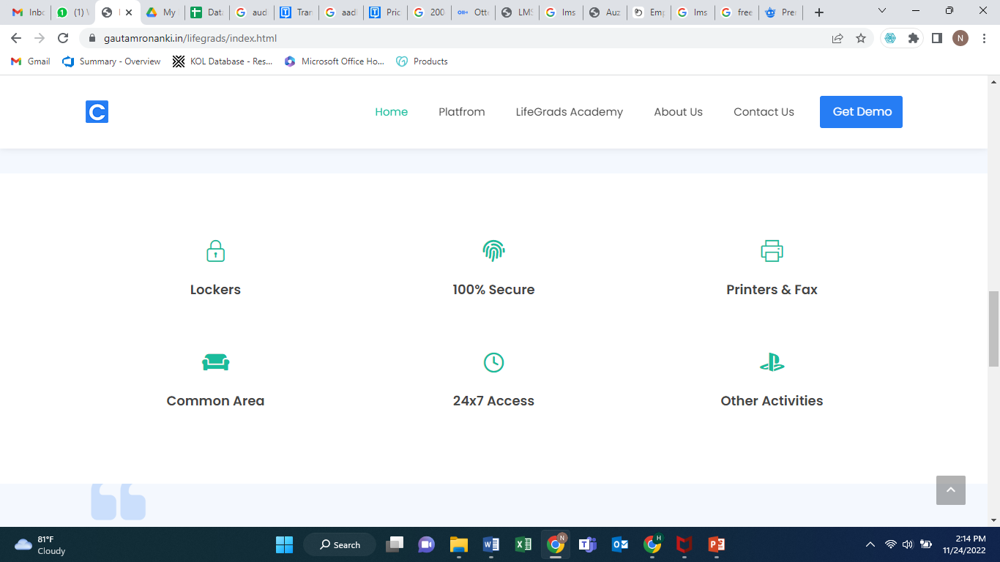 Inbo
(1) W
My
Data
aud
Tran
aadl
Pric
200
Otte
LMS
lms
Auz
Emp
lms
free
Pre
gautamronanki.in/lifegrads/index.html
N
Gmail
Summary - Overview
KOL Database - Res...
Microsoft Office Ho...
Products
C
Home
Platfrom
LifeGrads Academy
About Us
Contact Us
Get Demo
Lockers
100% Secure
Printers & Fax
Common Area
24x7 Access
Other Activities
81°F
Cloudy
Search
2:14 PM
11/24/2022